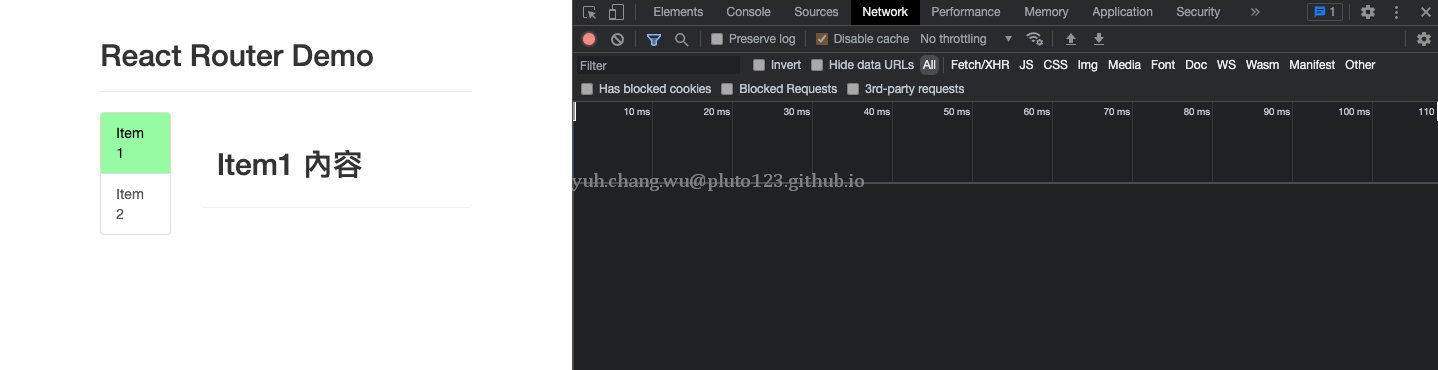 React Router Demo
Item
1
Item
2
Item1 內容
Elements Console Sources Network Performance Memory Application Security » 1
Preserve log Disable cache No throttling
Filter Invert Hide data URLs All Fetch/XHR JS CSS Img Media Font Doc WS Wasm Manifest Other
Has blocked cookies Blocked Requests 3rd-party requests
10 ms 20 ms 30 ms 40 ms 50 ms 60 ms 70 ms 80 ms 90 ms 100 ms 110
yuh.chang.wu@pluto123.github.io